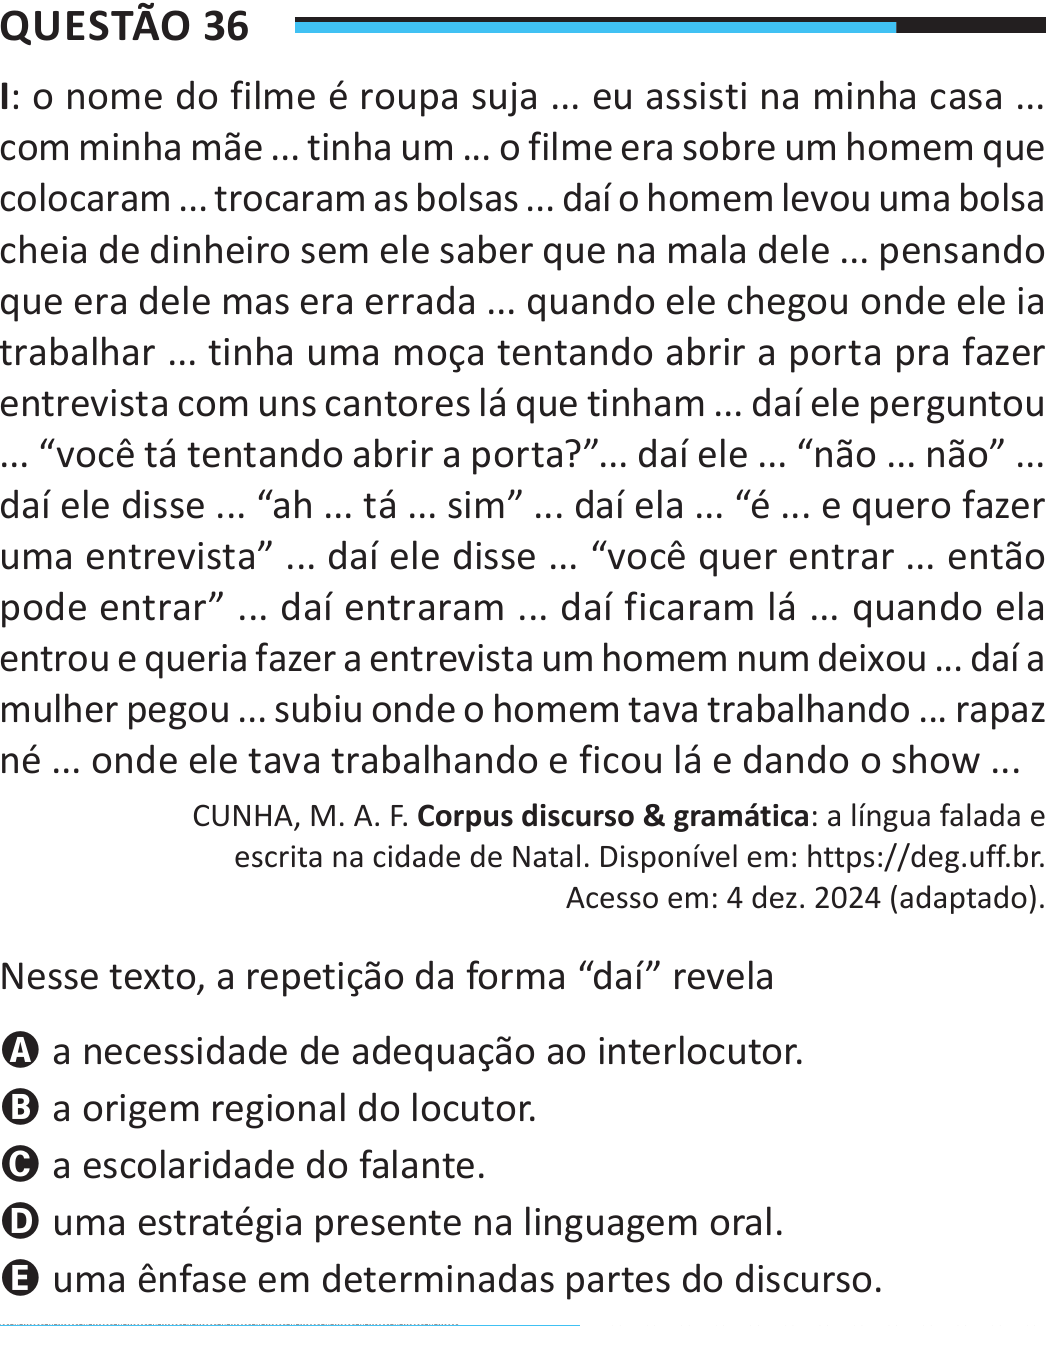 QUESTÃO 36
I: o nome do filme é roupa suja ... eu assisti na minha casa ...
com minha mãe ... tinha um ... o filme era sobre um homem que
colocaram ... trocaram as bolsas ... daí o homem levou uma bolsa
cheia de dinheiro sem ele saber que na mala dele ... pensando
que era dele mas era errada ... quando ele chegou onde ele ia
trabalhar ... tinha uma moça tentando abrir a porta pra fazer
entrevista com uns cantores lá que tinham ... daí ele perguntou
... “você tá tentando abrir a porta?”... daí ele ... “não ... não” ...
daí ele disse ... “ah ... tá ... sim” ... daí ela ... “é ... e quero fazer
uma entrevista” ... daí ele disse ... “você quer entrar ... então
pode entrar” ... daí entraram ... daí ficaram lá ... quando ela
entrou e queria fazer a entrevista um homem num deixou ... daí a
mulher pegou ... subiu onde o homem tava trabalhando ... rapaz
né ... onde ele tava trabalhando e ficou lá e dando o show ...
CUNHA, M. A. F. Corpus discurso & gramática: a língua falada e
escrita na cidade de Natal. Disponível em: https://deg.uff.br.
Acesso em: 4 dez. 2024 (adaptado).
Nesse texto, a repetição da forma “daí” revela
A a necessidade de adequação ao interlocutor.
B a origem regional do locutor.
C a escolaridade do falante.
D uma estratégia presente na linguagem oral.
E uma ênfase em determinadas partes do discurso.